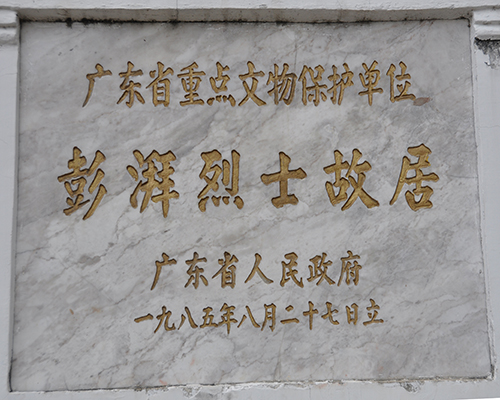 广东省重点文物保护单位
彭湃烈士故居
广东省人民政府
一九八五年八月二十七日立